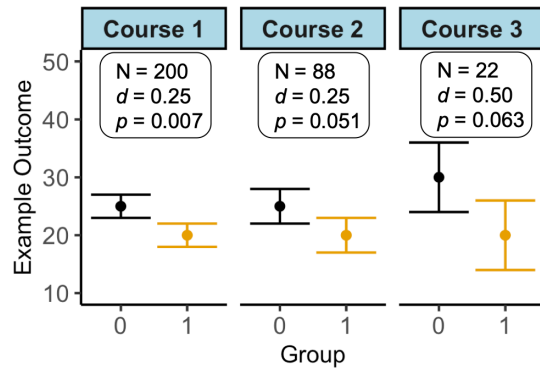 Course 1
Course 2
Course 3
N = 200
d = 0.25
p = 0.007
N = 88
d = 0.25
p = 0.051
N = 22
d = 0.50
p = 0.063
Example Outcome
50
40
30
20
10
0
1
0
1
0
1
Group